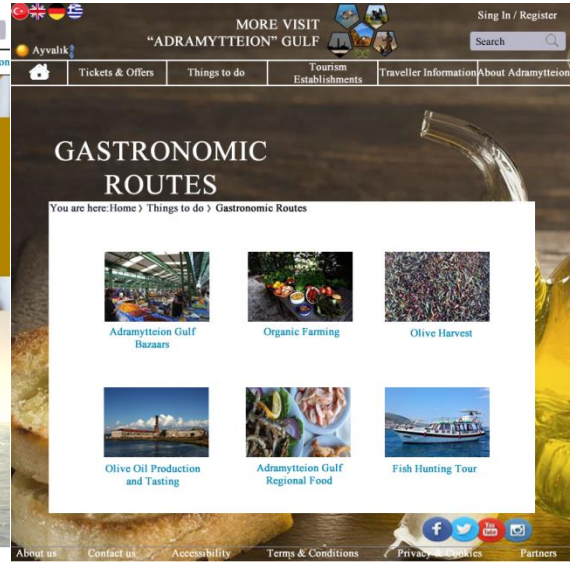 MORE VISIT
"ADRAMYTTEION" GULF
Sing In / Register
Ayvalık
Search
Tickets & Offers
Things to do
Tourism
Establishments
Traveller Information
About Adramytteion
GASTRONOMIC
ROUTES
You are here:Home 〉 Things to do 〉 Gastronomic Routes
Adramytteion Gulf
Bazaars
Organic Farming
Olive Harvest
Olive Oil Production
and Tasting
Adramytteion Gulf
Regional Food
Fish Hunting Tour
You
Tube
About us
Contact us
Accessibility
Terms & Conditions
Privacy & Cookies
Partners